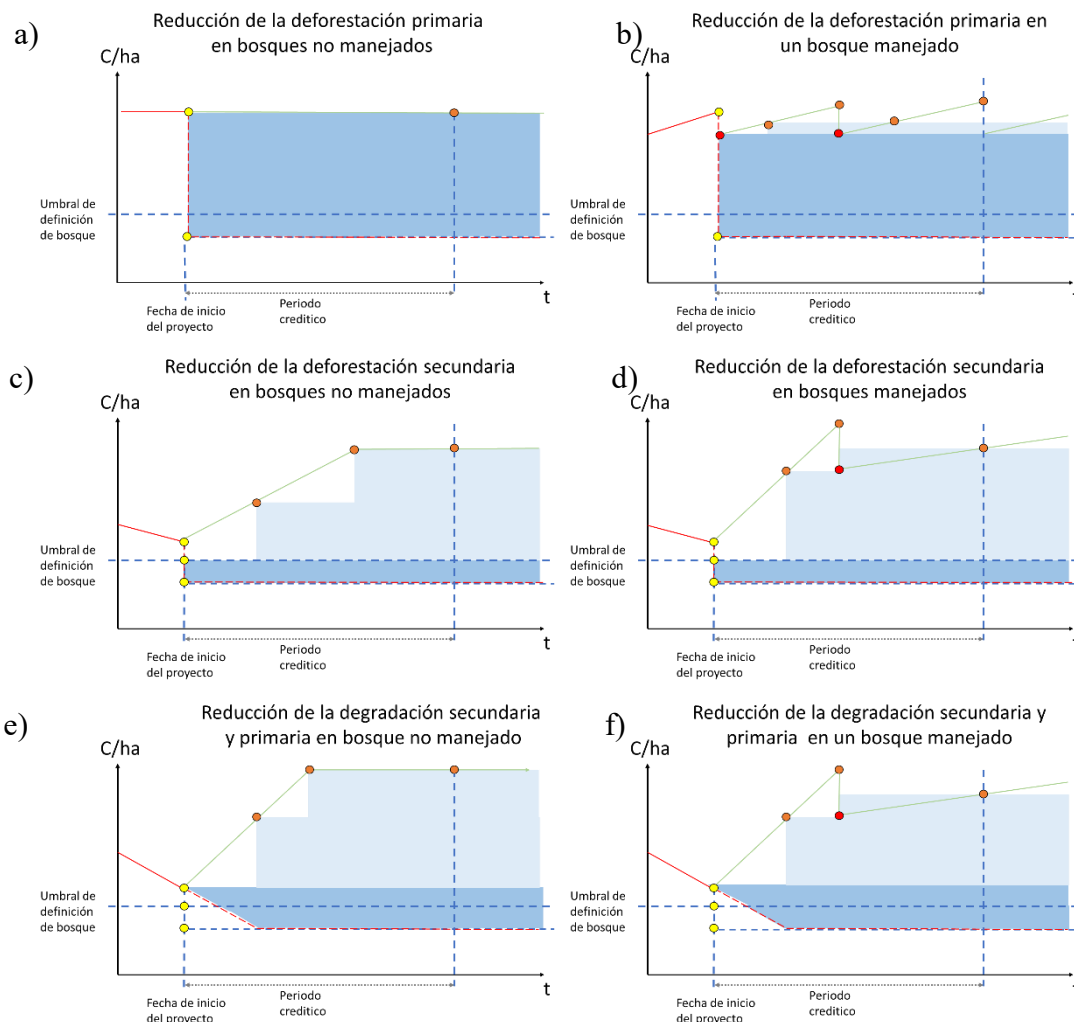 a)
Reducción de la deforestación primaria
en bosques no manejados
C/ha
Umbral de
definición
de bosque
t
Fecha de inicio
del proyecto
Periodo
creditico
b)
Reducción de la deforestación primaria en
un bosque manejado
C/ha
Umbral de
definición
de bosque
t
Fecha de inicio
del proyecto
Periodo
creditico
c)
Reducción de la deforestación secundaria
en bosques no manejados
C/ha
Umbral de
definición
de bosque
t
Fecha de inicio
del proyecto
Periodo
creditico
d)
Reducción de la deforestación secundaria
en bosques manejados
C/ha
Umbral de
definición
de bosque
t
Fecha de inicio
del proyecto
Periodo
creditico
e)
Reducción de la degradación secundaria
y primaria en bosque no manejado
C/ha
Umbral de
definición
de bosque
t
Fecha de inicio
del proyecto
Periodo
creditico
f)
Reducción de la degradación secundaria y
primaria en un bosque manejado
C/ha
Umbral de
definición
de bosque
t
Fecha de inicio
del proyecto
Periodo
creditico